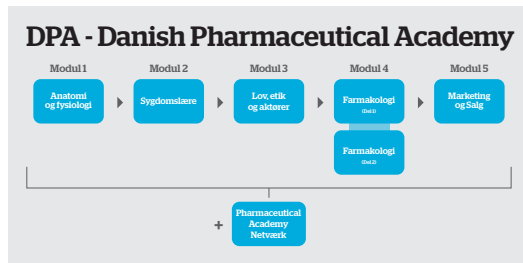 DPA - Danish Pharmaceutical Academy
Modul 1
Modul 2
Modul 3
Modul 4
Modul 5
Anatomi
og fysiologi
Sygdomslære
Lov, etik
og aktører
Farmakologi
(Del 1)
Marketing
og Salg
Farmakologi
(Del 2)
+
Pharmaceutical
Academy
Netværk